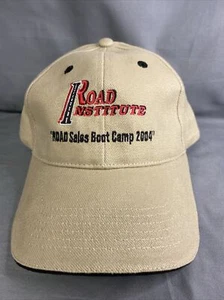 ROAD
INSTITUTE
"ROAD Sales Boot Camp 2004"